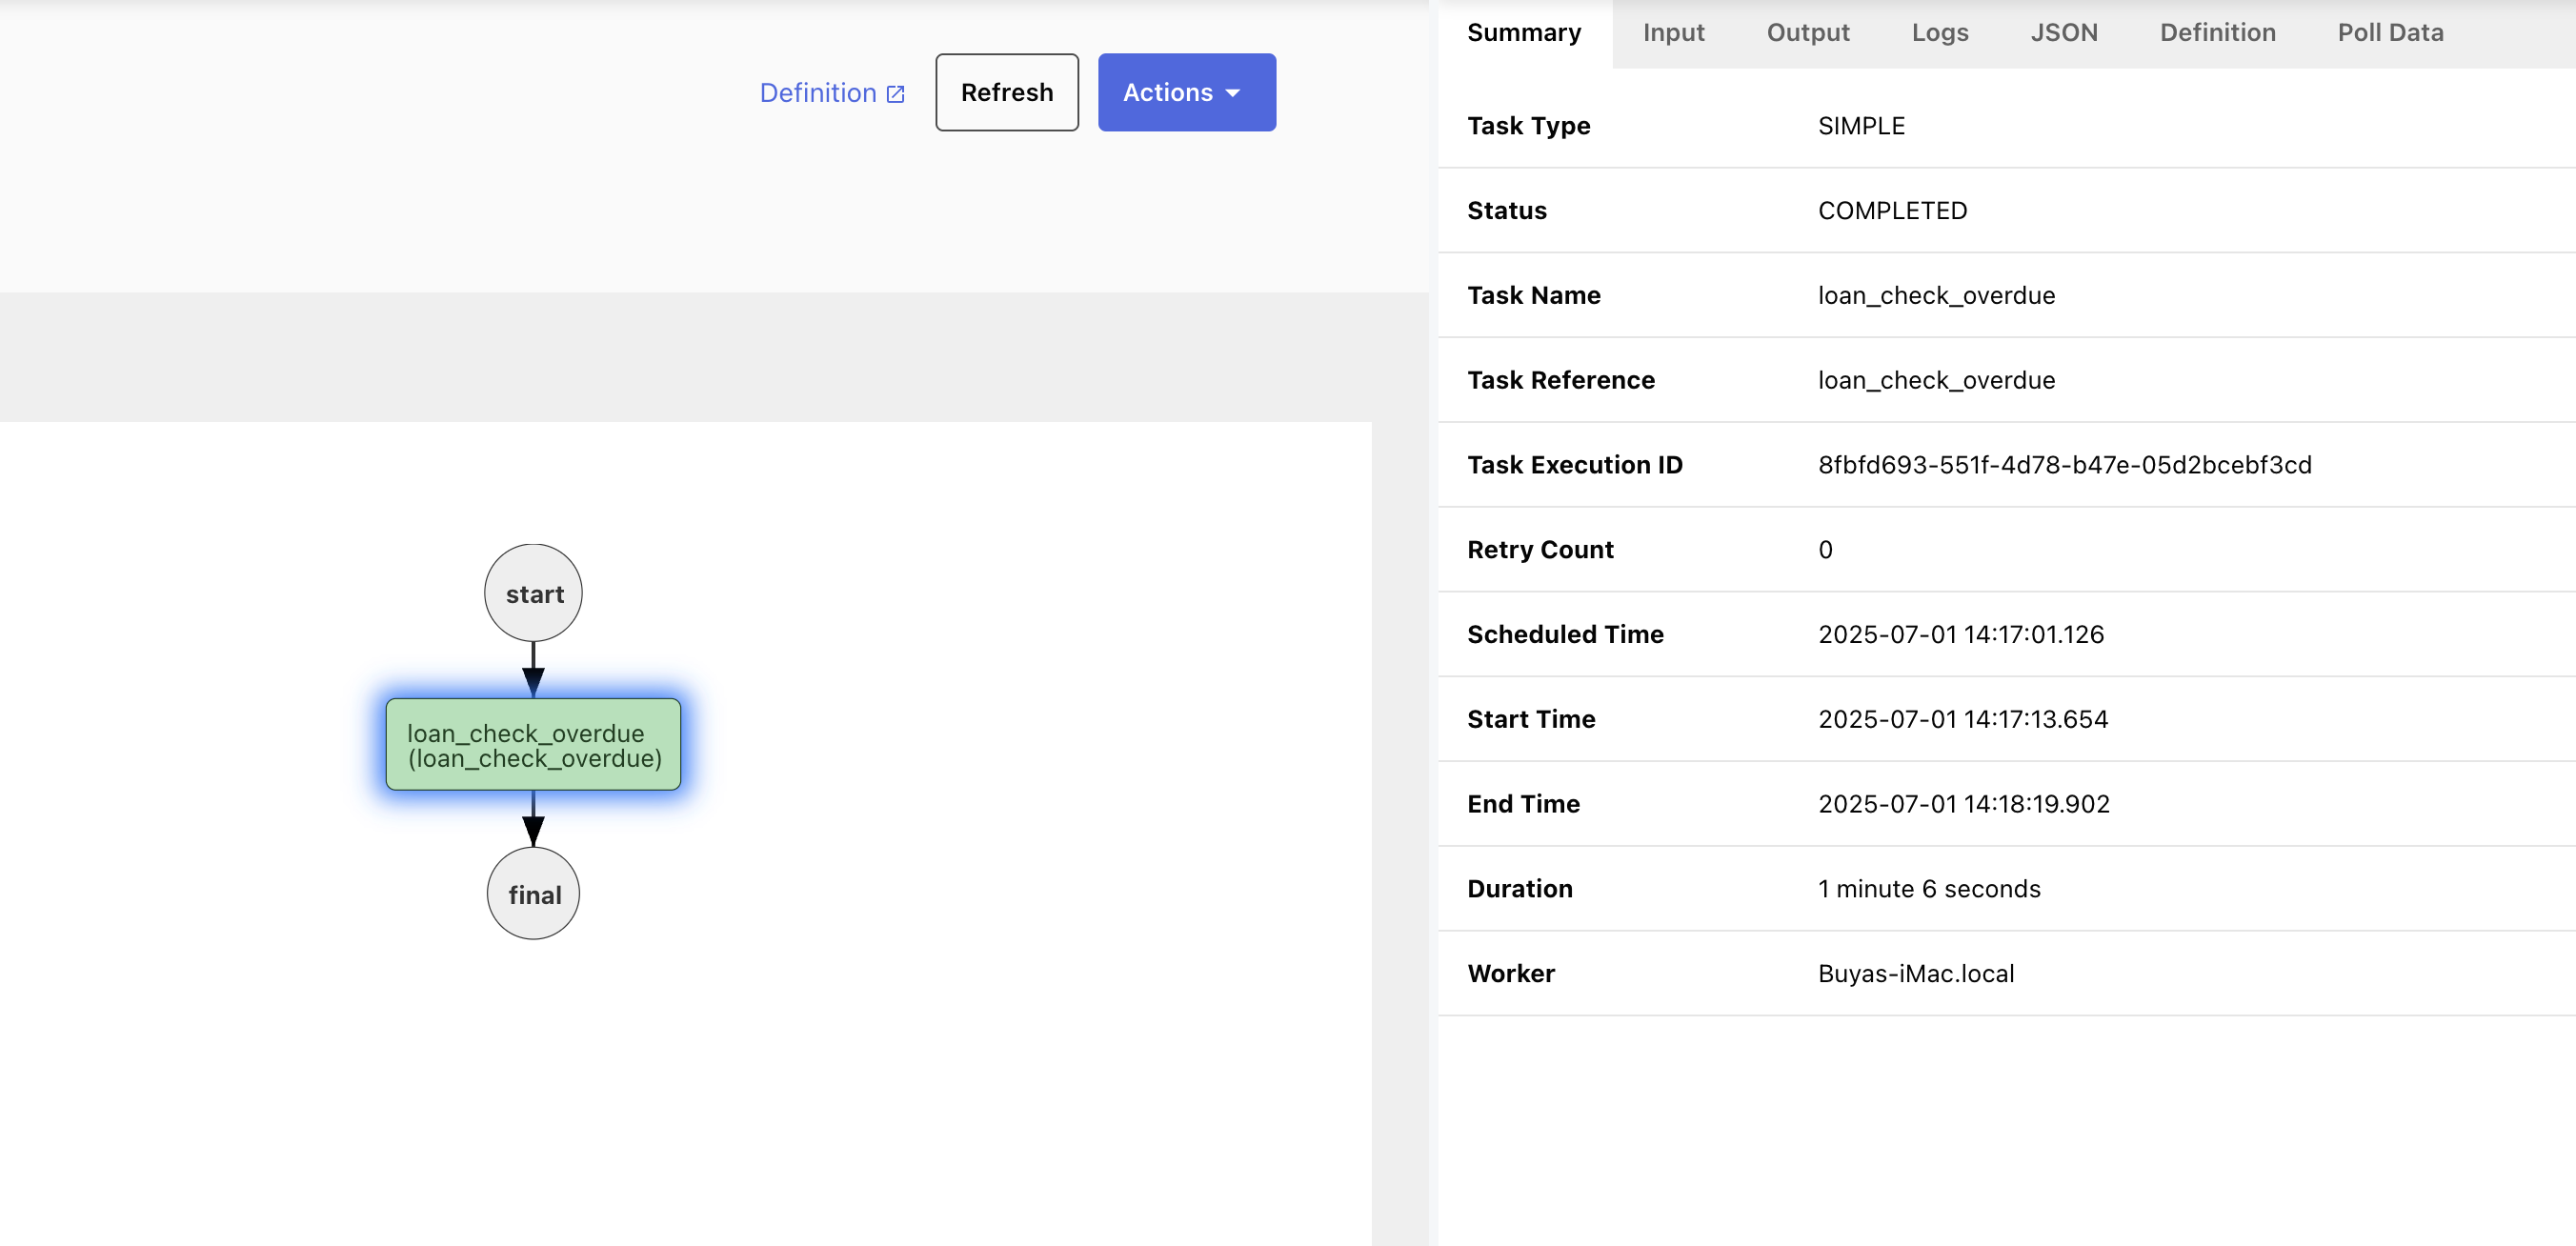 Definition
Refresh
Actions
start
loan_check_overdue
(loan_check_overdue)
final
Summary Input Output Logs JSON Definition Poll Data
Task Type SIMPLE
Status COMPLETED
Task Name loan_check_overdue
Task Reference loan_check_overdue
Task Execution ID 8fbfd693-551f-4d78-b47e-05d2bcebf3cd
Retry Count 0
Scheduled Time 2025-07-01 14:17:01.126
Start Time 2025-07-01 14:17:13.654
End Time 2025-07-01 14:18:19.902
Duration 1 minute 6 seconds
Worker Buyas-iMac.local